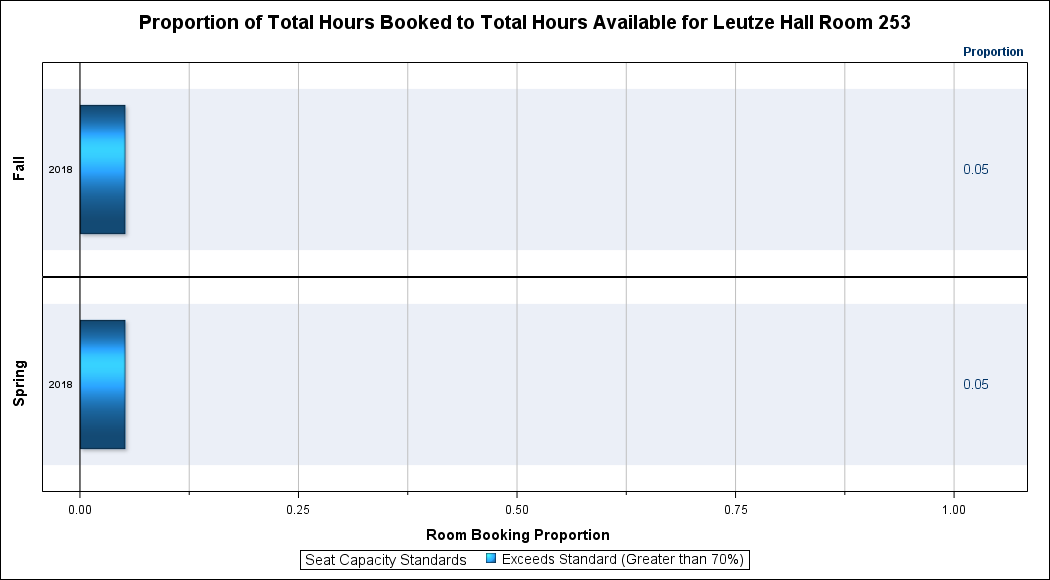 Proportion of Total Hours Booked to Total Hours Available for Leutze Hall Room 253
Proportion
Fall
2018
0.05
Spring
2018
0.05
0.00 0.25 0.50 0.75 1.00
Room Booking Proportion
Seat Capacity Standards Exceeds Standard (Greater than 70%)